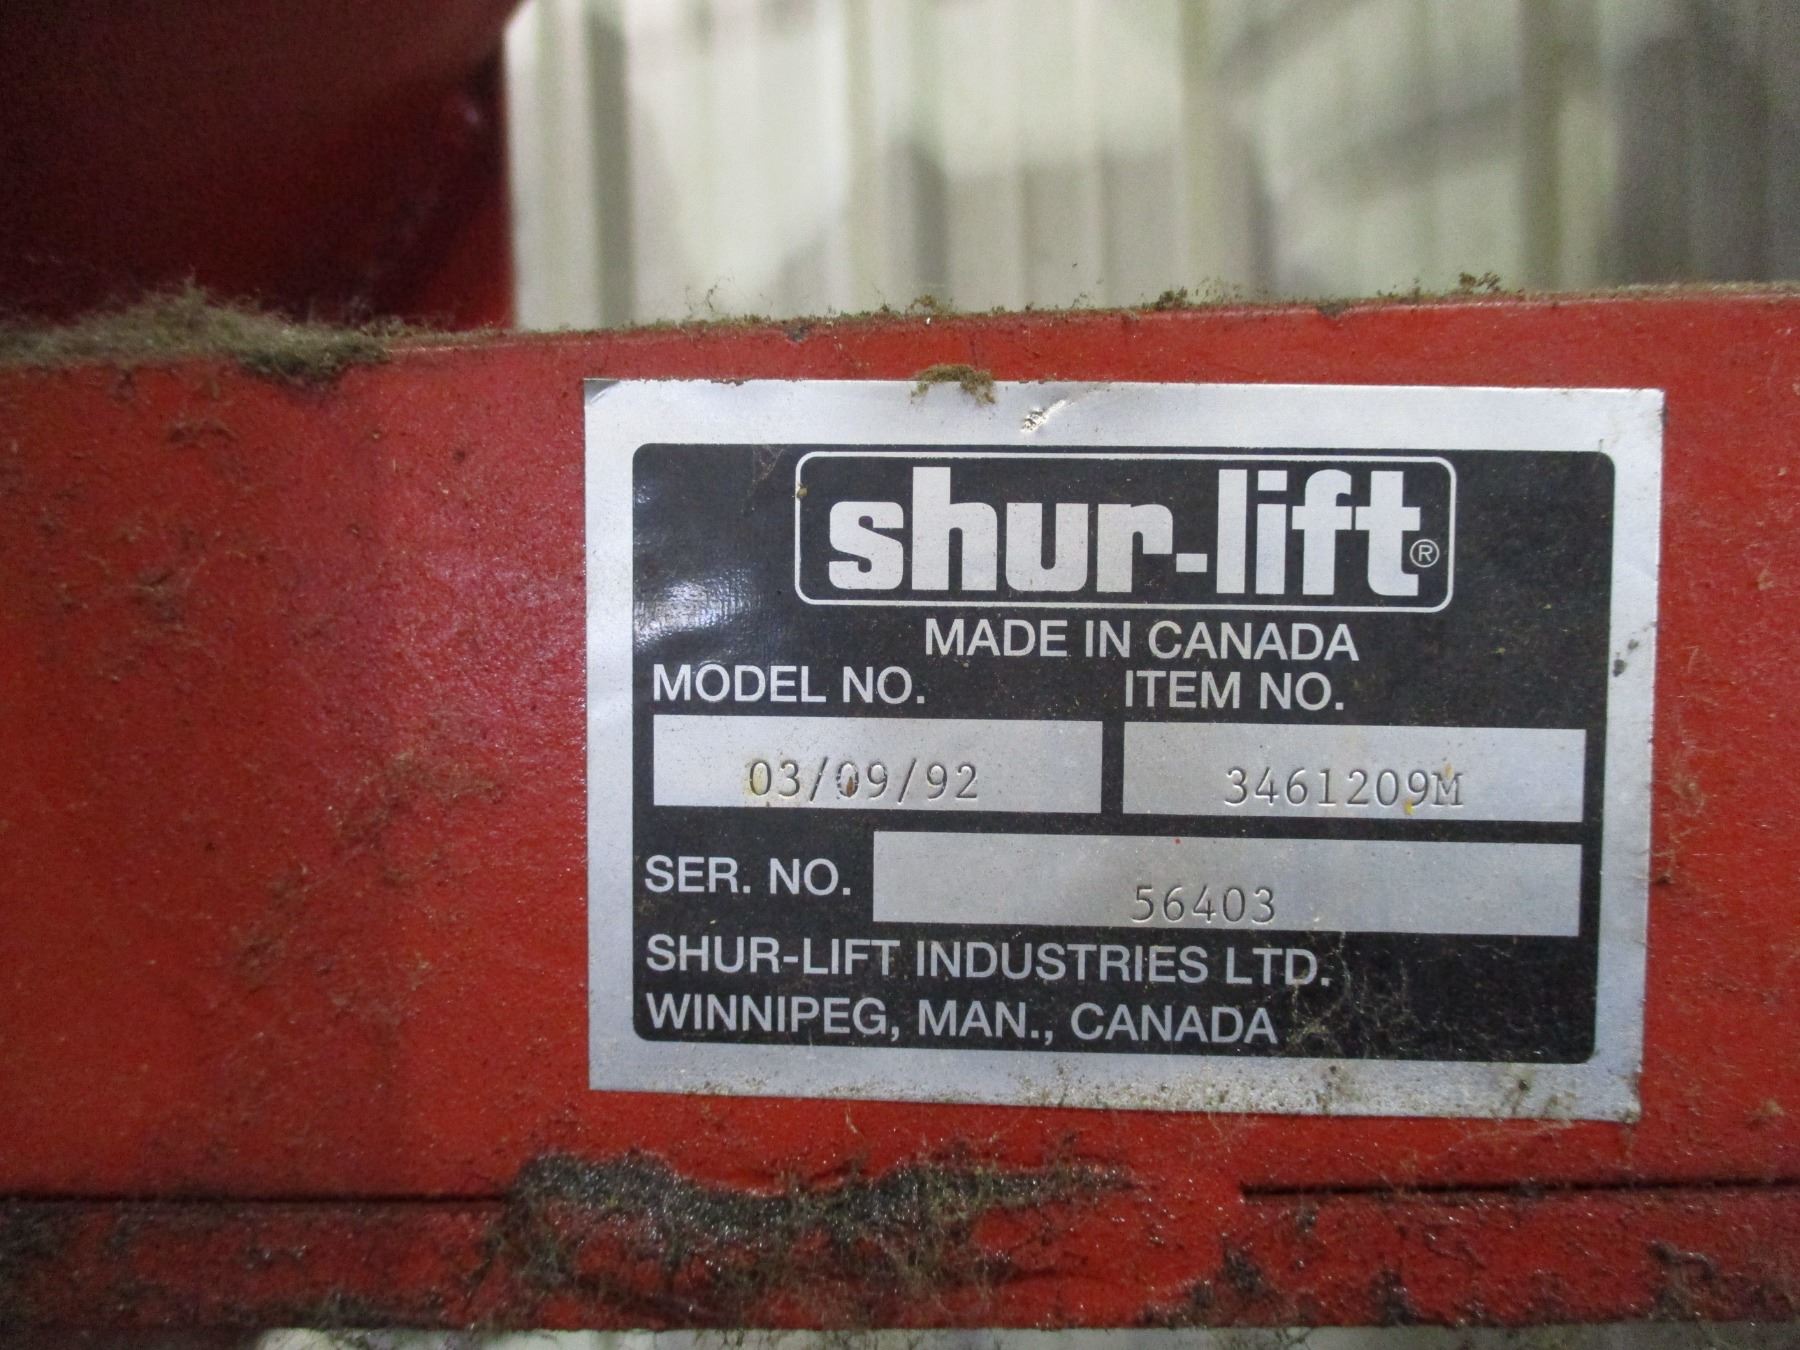 shur-lift®
MADE IN CANADA
MODEL NO. ITEM NO.
03/09/92 3461209M
SER. NO. 56403
SHUR-LIFT INDUSTRIES LTD.
WINNIPEG, MAN., CANADA